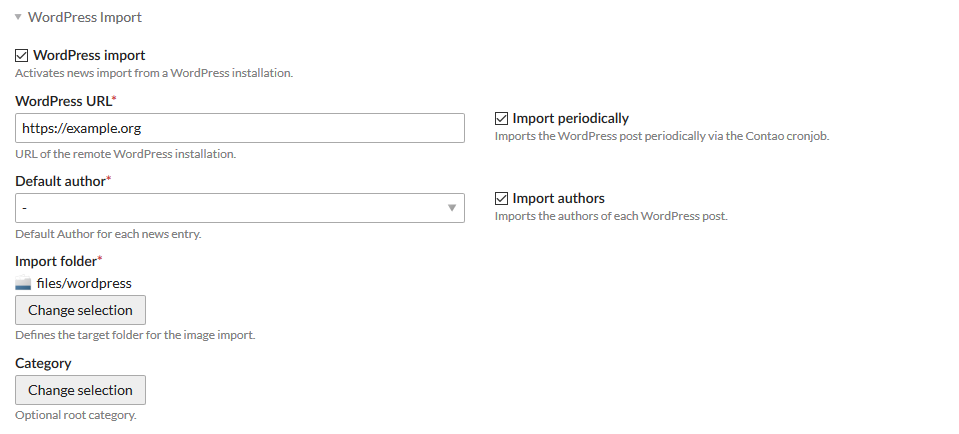 WordPress Import
WordPress import
Activates news import from a WordPress installation.
WordPress URL*
https://example.org
URL of the remote WordPress installation.
Import periodically
Imports the WordPress post periodically via the Contao cronjob.
Default author*
-
Default Author for each news entry.
Import authors
Imports the authors of each WordPress post.
Import folder*
files/wordpress
Change selection
Defines the target folder for the image import.
Category
Change selection
Optional root category.